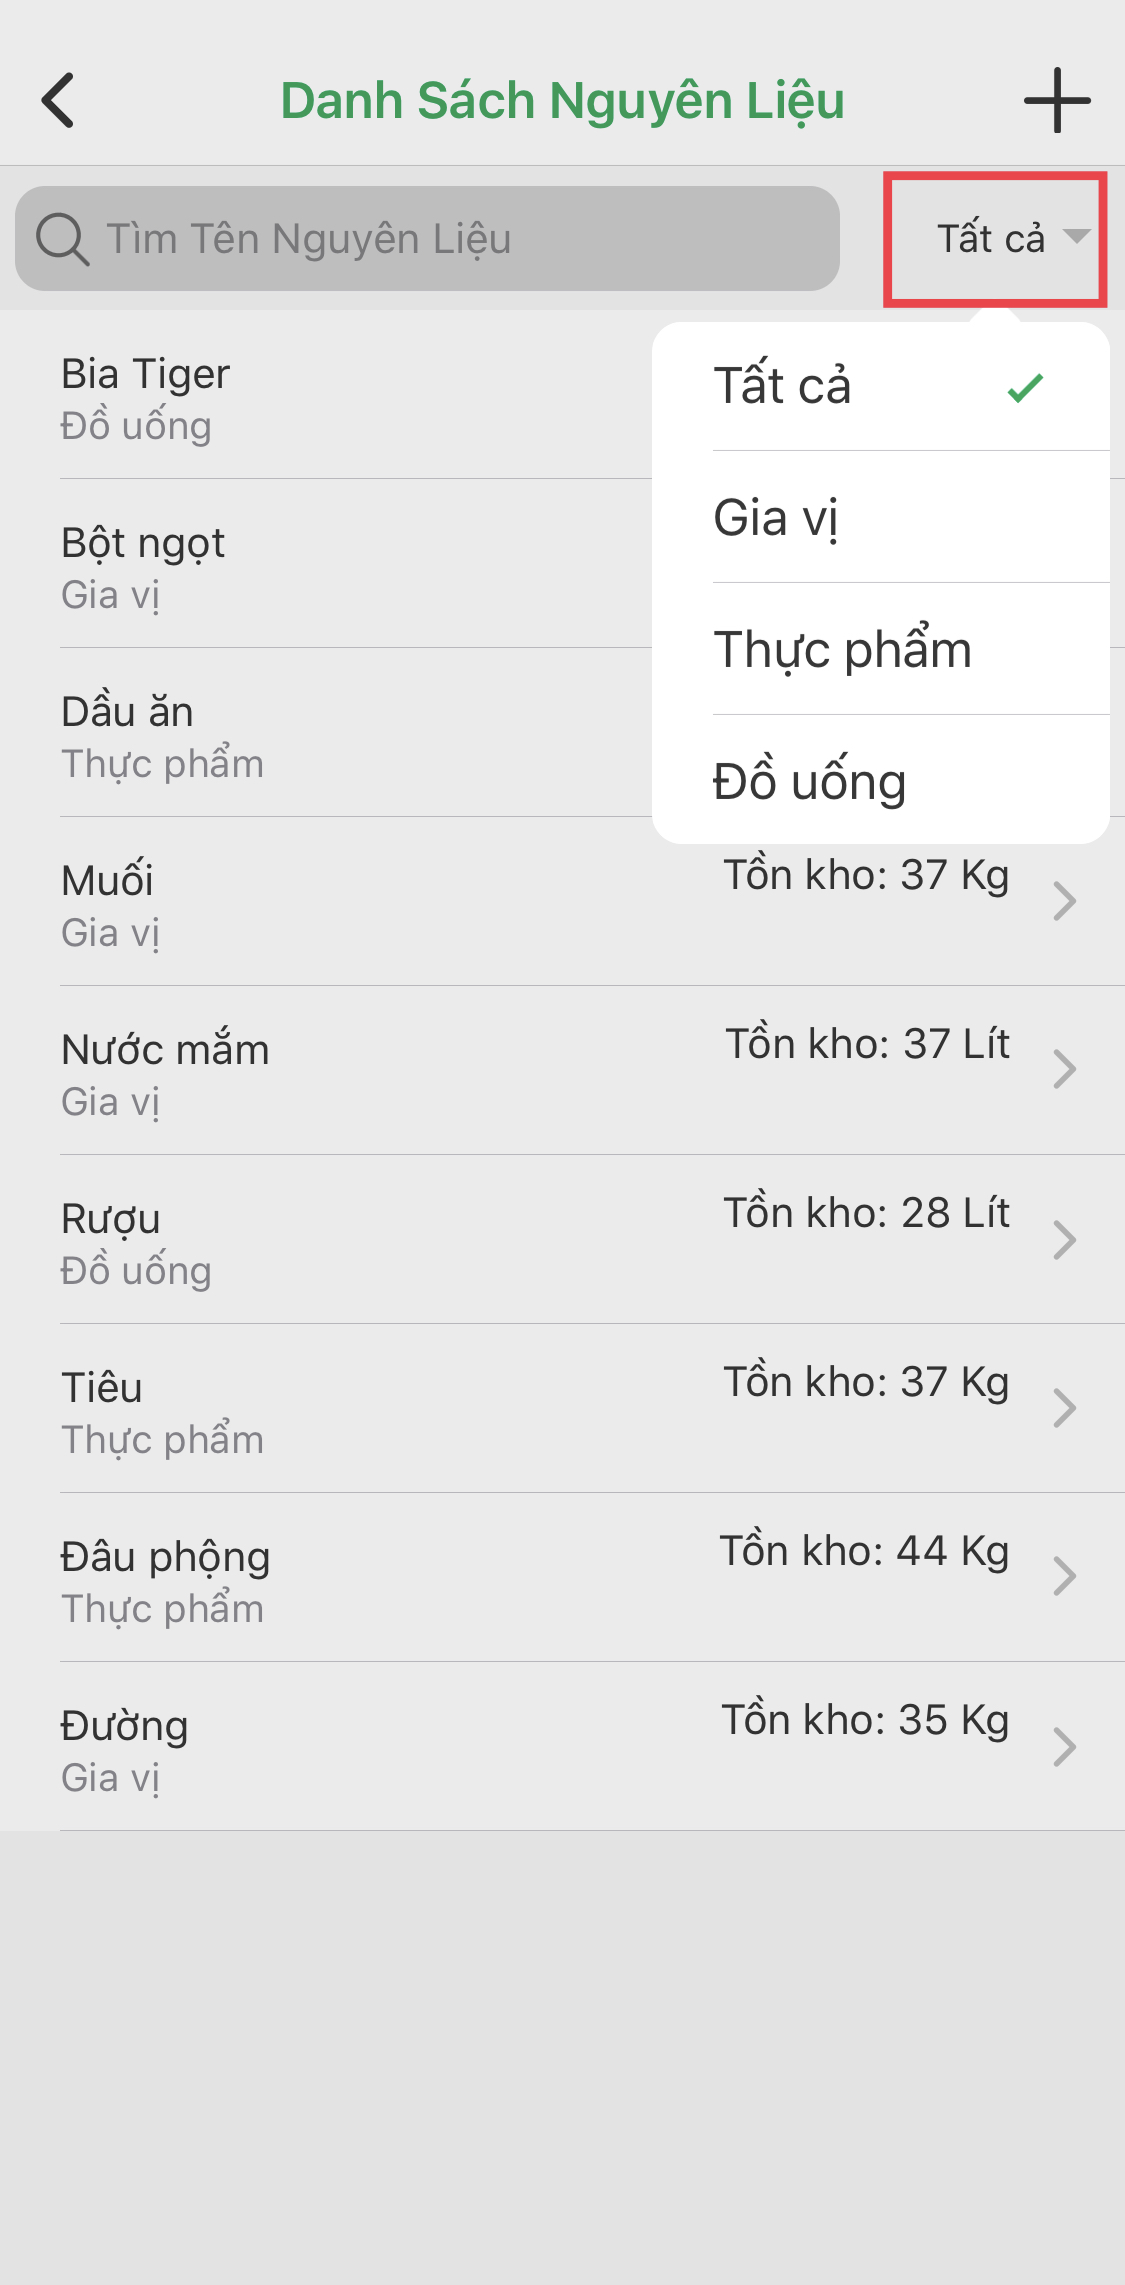 Danh Sách Nguyên Liệu
Tìm Tên Nguyên Liệu
Tất cả
Tất cả
Gia vị
Thực phẩm
Đồ uống
Bia Tiger
Đồ uống
Bột ngọt
Gia vị
Dầu ăn
Thực phẩm
Muối
Tồn kho: 37 Kg
Gia vị
Nước mắm
Tồn kho: 37 Lít
Gia vị
Rượu
Tồn kho: 28 Lít
Đồ uống
Tiêu
Tồn kho: 37 Kg
Thực phẩm
Đâu phộng
Tồn kho: 44 Kg
Thực phẩm
Đường
Tồn kho: 35 Kg
Gia vị